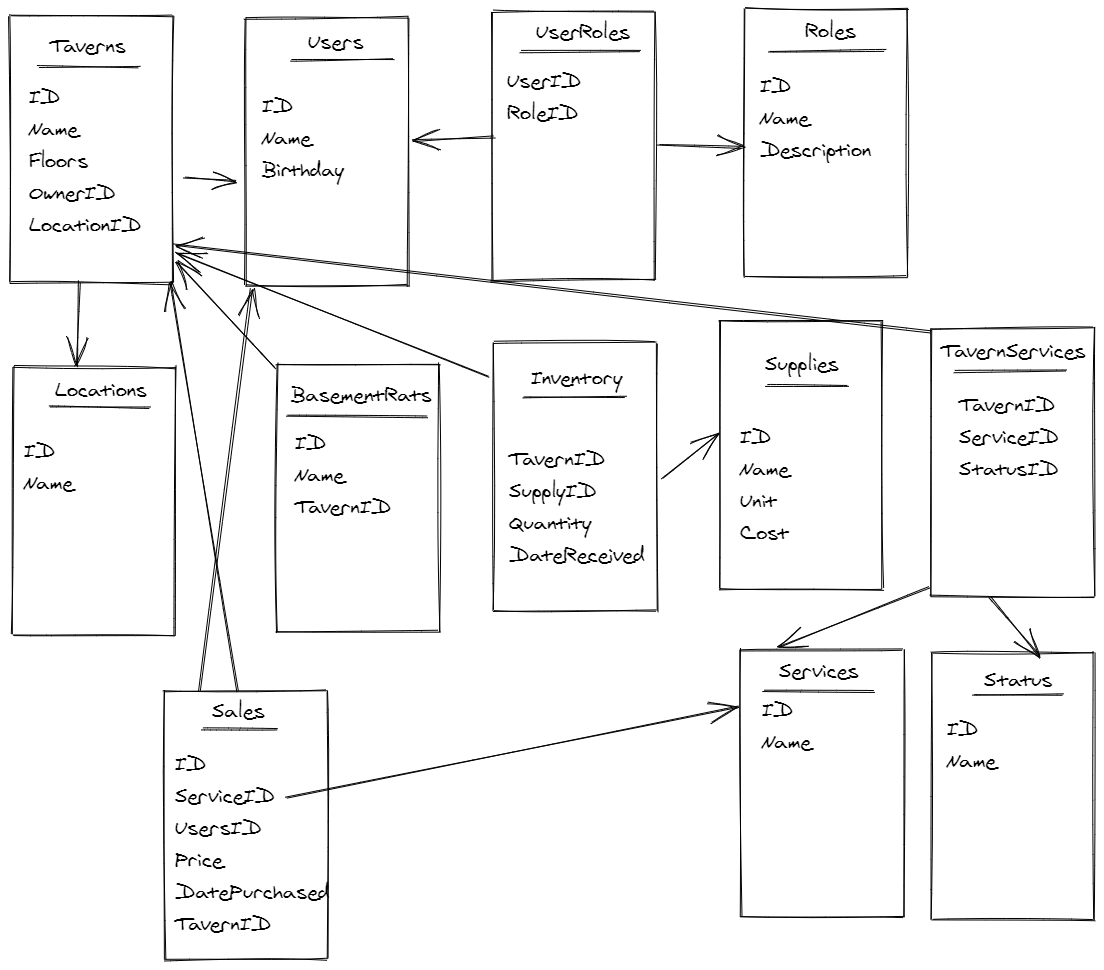 Taverns
ID
Name
Floors
OwnerID
LocationID
Users
ID
Name
Birthday
UserRoles
UserID
RoleID
Roles
ID
Name
Description
Locations
ID
Name
BasementRats
ID
Name
TavernID
Inventory
TavernID
SupplyID
Quantity
DateReceived
Supplies
ID
Name
Unit
Cost
TavernServices
TavernID
ServiceID
StatusID
Sales
ID
ServiceID
UsersID
Price
DatePurchased
TavernID
Services
ID
Name
Status
ID
Name